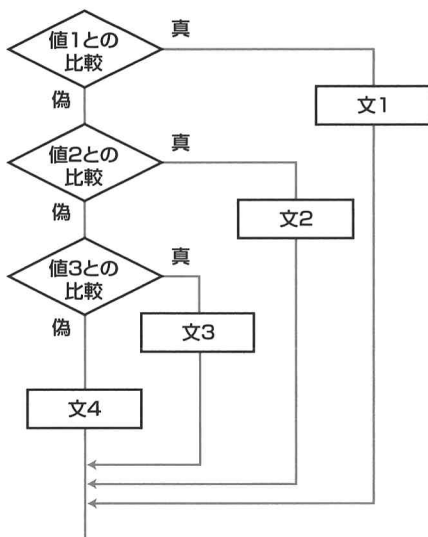 値1との
比較
真
文1
偽
値2との
比較
真
文2
偽
値3との
比較
真
文3
偽
文4